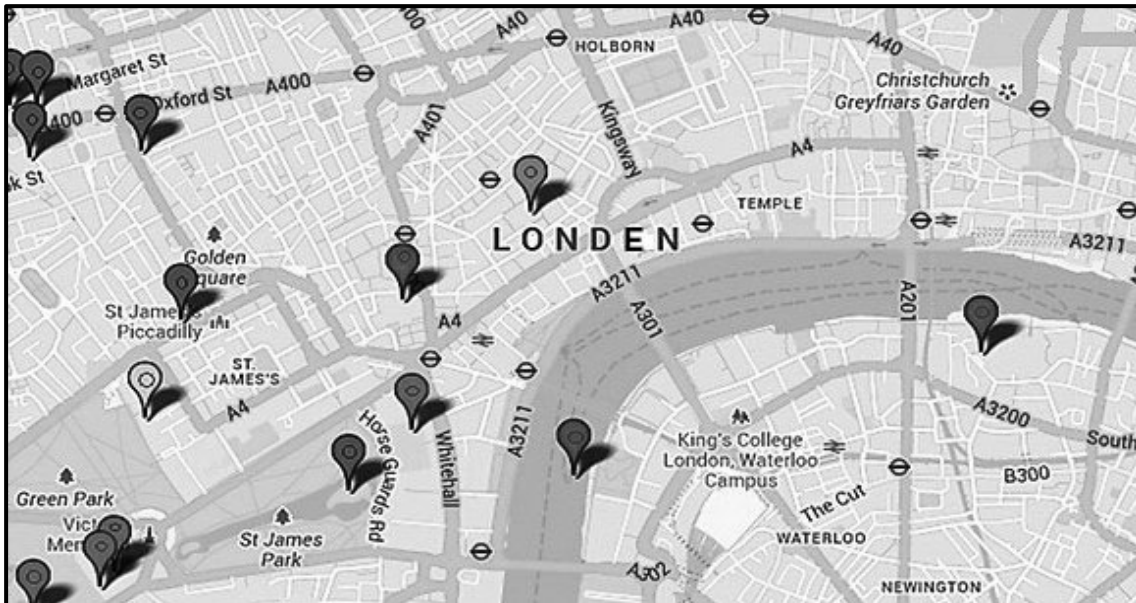 A40
A40
HOLBORN
A40
Margaret St
A400
Oxford St
A400
Christchurch
Greyfriars Garden
A401
Kingsway
A4
St
TEMPLE
LONDEN
Golden
A3211
A3211
St James's
Piccadilly
A301
A201
A4
ST.
JAMES'S
A4
A3211
Horse Guards Rd
Whitehall
King's College
London, Waterloo
Campus
A3200
South
B300
The Cut
Green Park
St James
Park
WATERLOO
A302
NEWINGTON